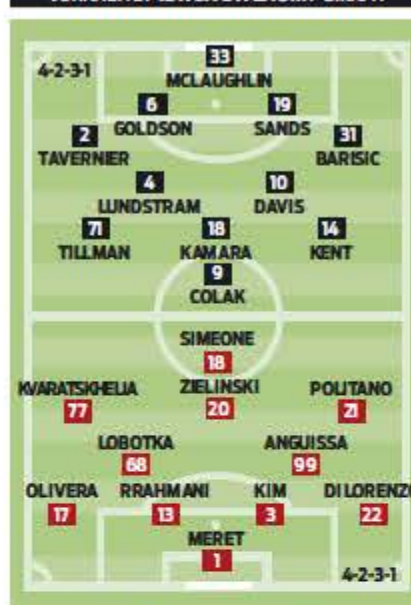 33
4-2-3-1
MCLAUGHLIN
6 19
GOLDSON SANDS
2 31
TAVERNIER BARISIC
4 10
LUNDSTRAM DAVIS
71 18 14
TILLMAN KAMARA KENT
9
COLAK
SIMEONE
18
KVARATSKHELIA ZIELINSKI POLITANO
77 20 21
LOBOTKA ANGUISSA
68 99
OLIVERA RRAHMANI KIM DI LORENZO
17 13 3 22
MERET
1
4-2-3-1